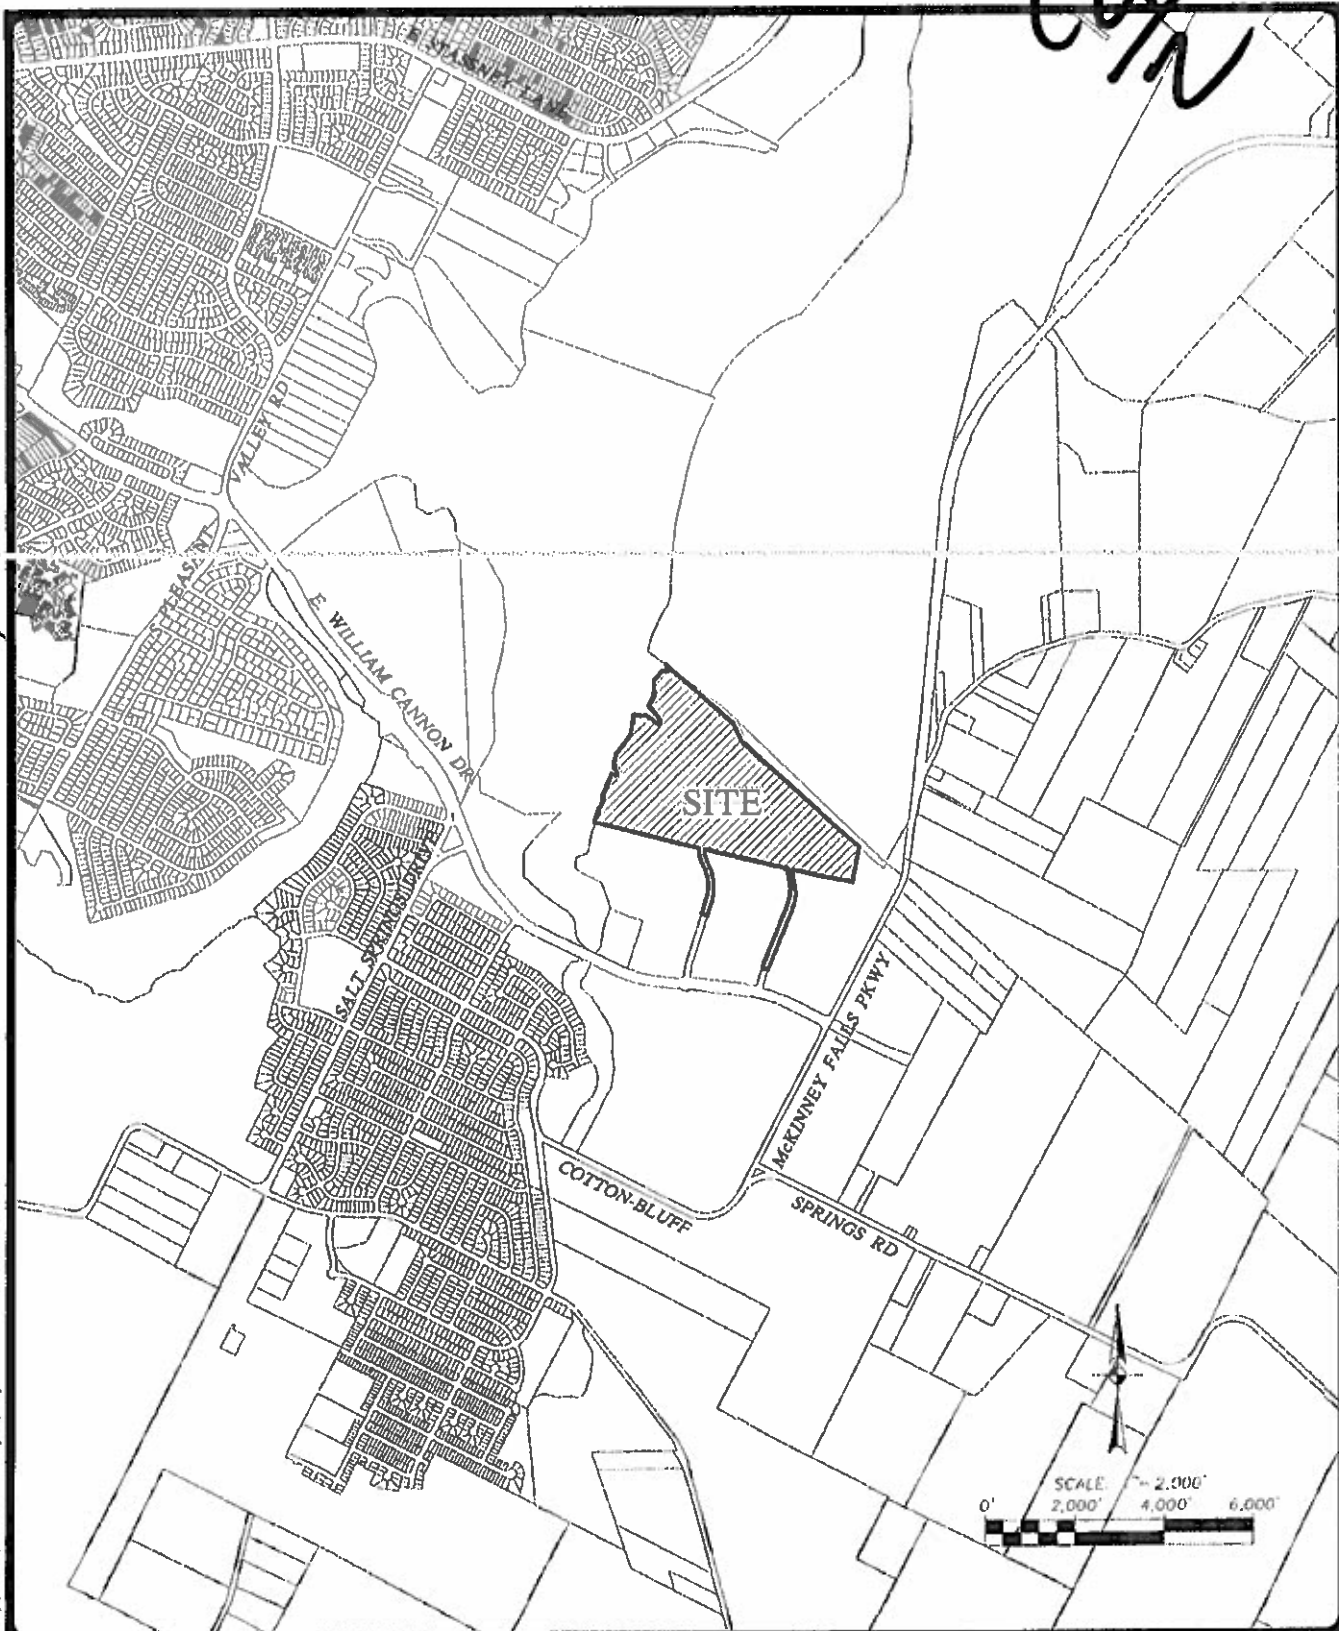 E STASSNEY LANE
VALLEY RD
PLEASANT
E. WILLIAM CANNON DR
SITE
SALT SPRINGS DRIVE
McKINNEY FALLS PKWY
COTTON-BLUFF
SPRINGS RD
SCALE: 1"= 2,000'
0' 2,000' 4,000' 6,000'